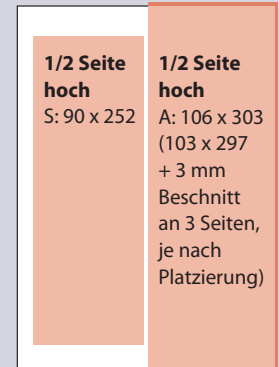 1/2 Seite
hoch
S: 90 x 252
1/2 Seite
hoch
A: 106 x 303
(103 x 297
+ 3 mm
Beschnitt
an 3 Seiten,
je nach
Platzierung)